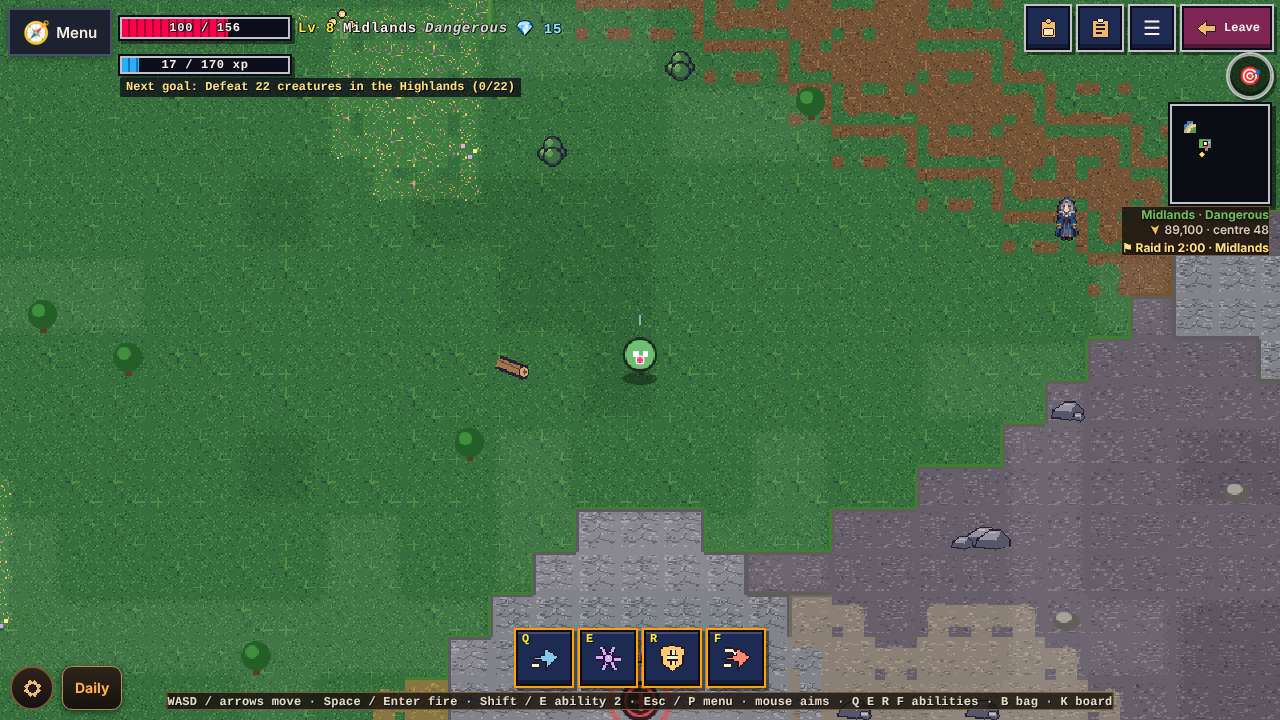 Menu
100 / 156
Lv 8 Midlands Dangerous 15
17 / 170 xp
Next goal: Defeat 22 creatures in the Highlands (0/22)
Leave
Midlands · Dangerous
89,100 · centre 48
Raid in 2:00 · Midlands
Q E R F
Daily
WASD / arrows move · Space / Enter fire · Shift / E ability 2 · Esc / P menu · mouse aims · Q E R F abilities · B bag · K board